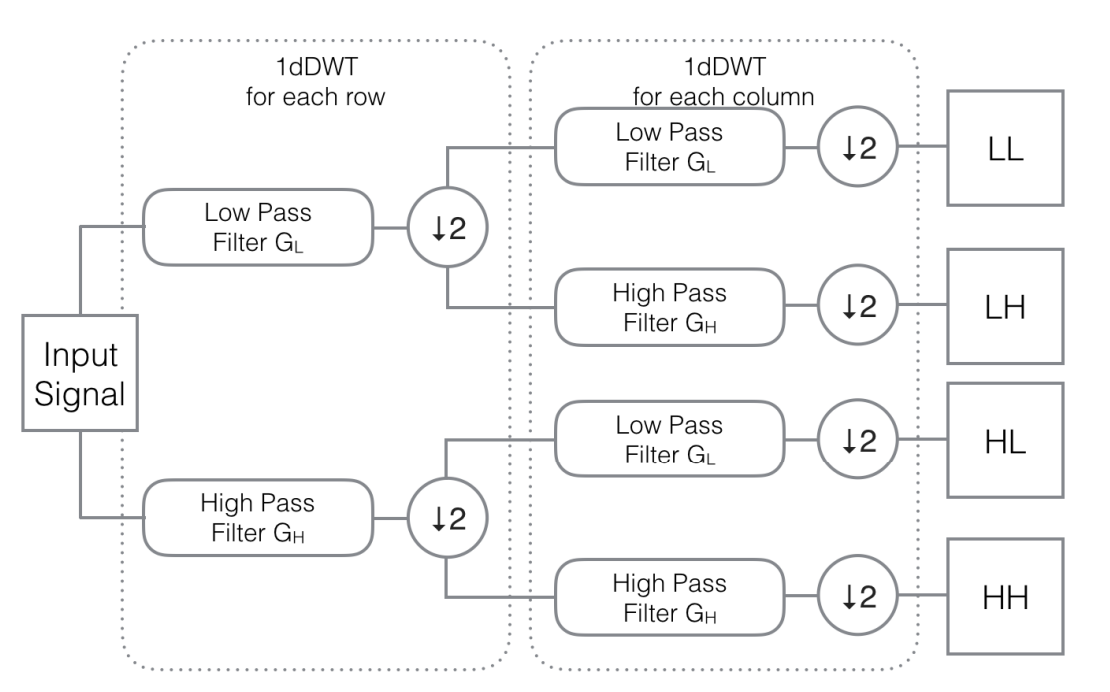 1dDWT
for each row
1dDWT
for each column
Low Pass
Filter GL
↓2
LL
Low Pass
Filter GL
↓2
High Pass
Filter GH
↓2
LH
Input
Signal
Low Pass
Filter GL
↓2
HL
High Pass
Filter GH
↓2
High Pass
Filter GH
↓2
HH